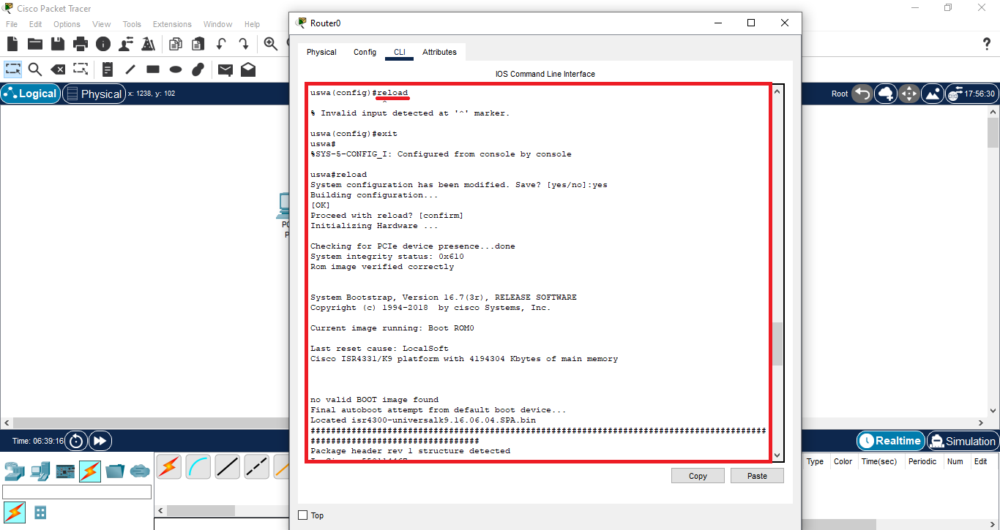 Cisco Packet Tracer
File Edit Options View Tools Extensions Window Help
Router0
Physical Config CLI Attributes
IOS Command Line Interface
Logical Physical x: 1238, y: 102
Root 17:56:30
uswa(config)#reload
^
% Invalid input detected at '^' marker.
uswa(config)#exit
uswa#
%SYS-5-CONFIG_I: Configured from console by console
uswa#reload
System configuration has been modified. Save? [yes/no]:yes
Building configuration...
[OK]
Proceed with reload? [confirm]
Initializing Hardware ...
Checking for PCIe device presence...done
System integrity status: 0x610
Rom image verified correctly
System Bootstrap, Version 16.7(3r), RELEASE SOFTWARE
Copyright (c) 1994-2018  by cisco Systems, Inc.
Current image running: Boot ROM0
Last reset cause: LocalSoft
Cisco ISR4331/K9 platform with 4194304 Kbytes of main memory
no valid BOOT image found
Final autoboot attempt from default boot device...
Located isr4300-universalk9.16.06.04.SPA.bin
#########################################################################################
#################################
Package header rev 1 structure detected
Copy Paste
Top
Time: 06:39:16
Realtime Simulation
Type Color Time(sec) Periodic Num Edit